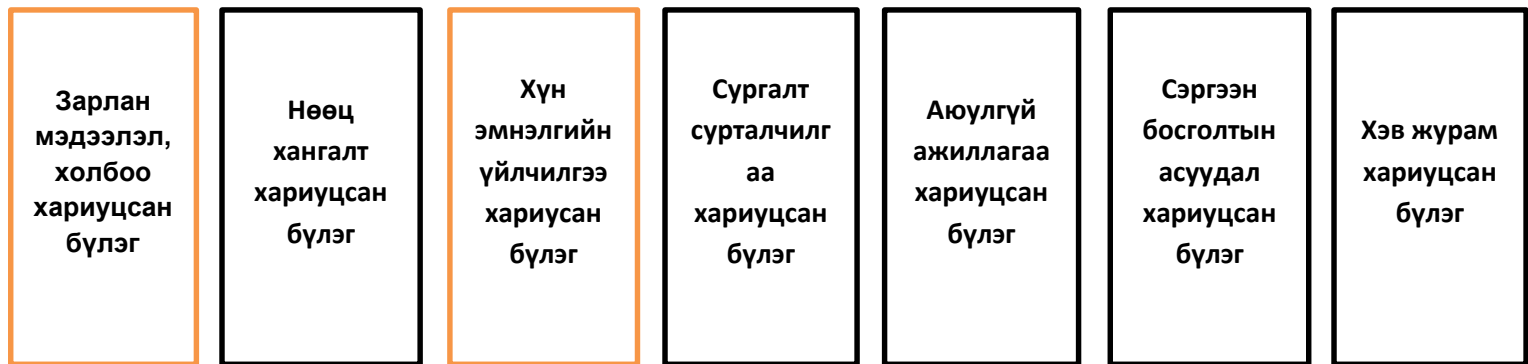 Зарлан
мэдээлэл,
холбоо
хариуцсан
бүлэг
Нөөц
хангалт
хариуцсан
бүлэг
Хүн
эмнэлгийн
үйлчилгээ
хариусан
бүлэг
Сургалт
сурталчилг
аа
хариуцсан
бүлэг
Аюулгүй
ажиллагаа
хариуцсан
бүлэг
Сэргээн
босголтын
асуудал
хариуцсан
бүлэг
Хэв журам
хариуцсан
бүлэг